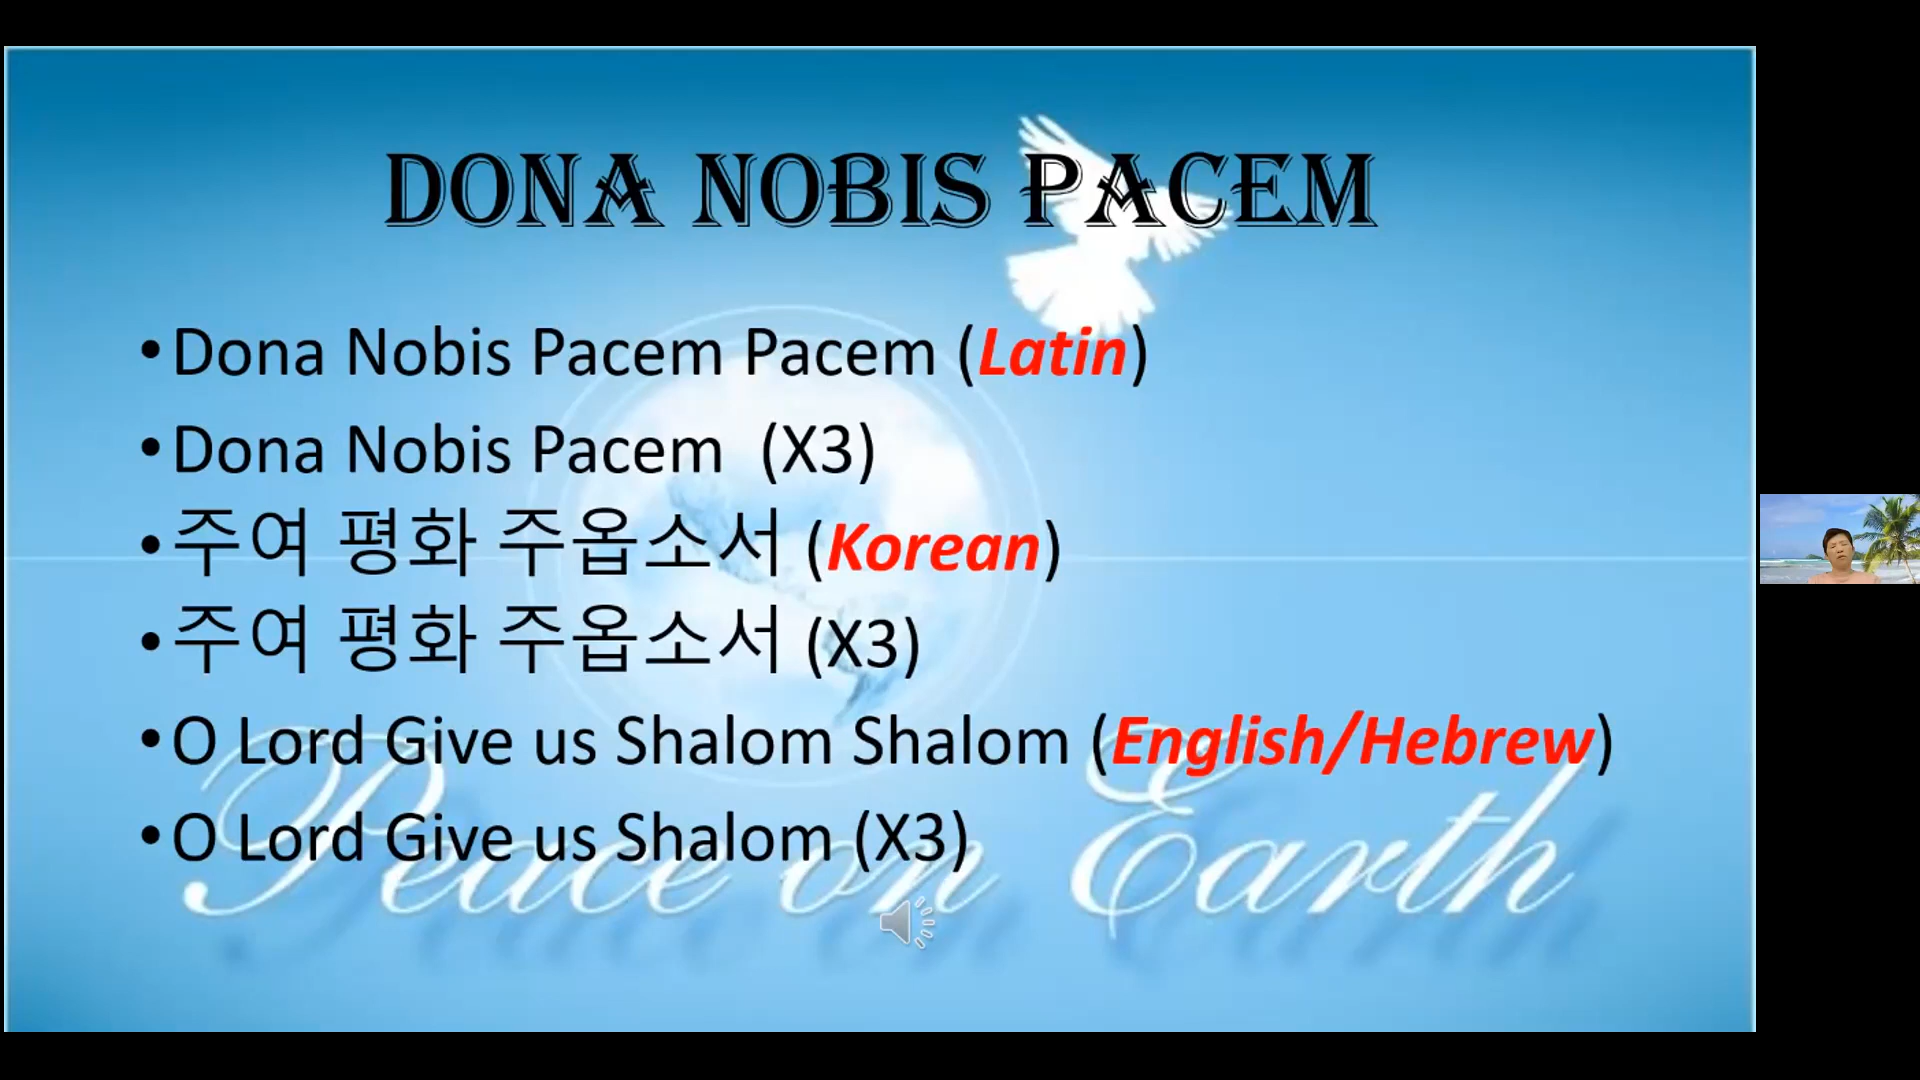 DONA NOBIS PACEM
•Dona Nobis Pacem Pacem (Latin)
•Dona Nobis Pacem (X3)
•주여 평화 주옵소서 (Korean)
•주여 평화 주옵소서 (X3)
•O Lord Give us Shalom Shalom (English/Hebrew)
•O Lord Give us Shalom (X3)
Peace on Earth